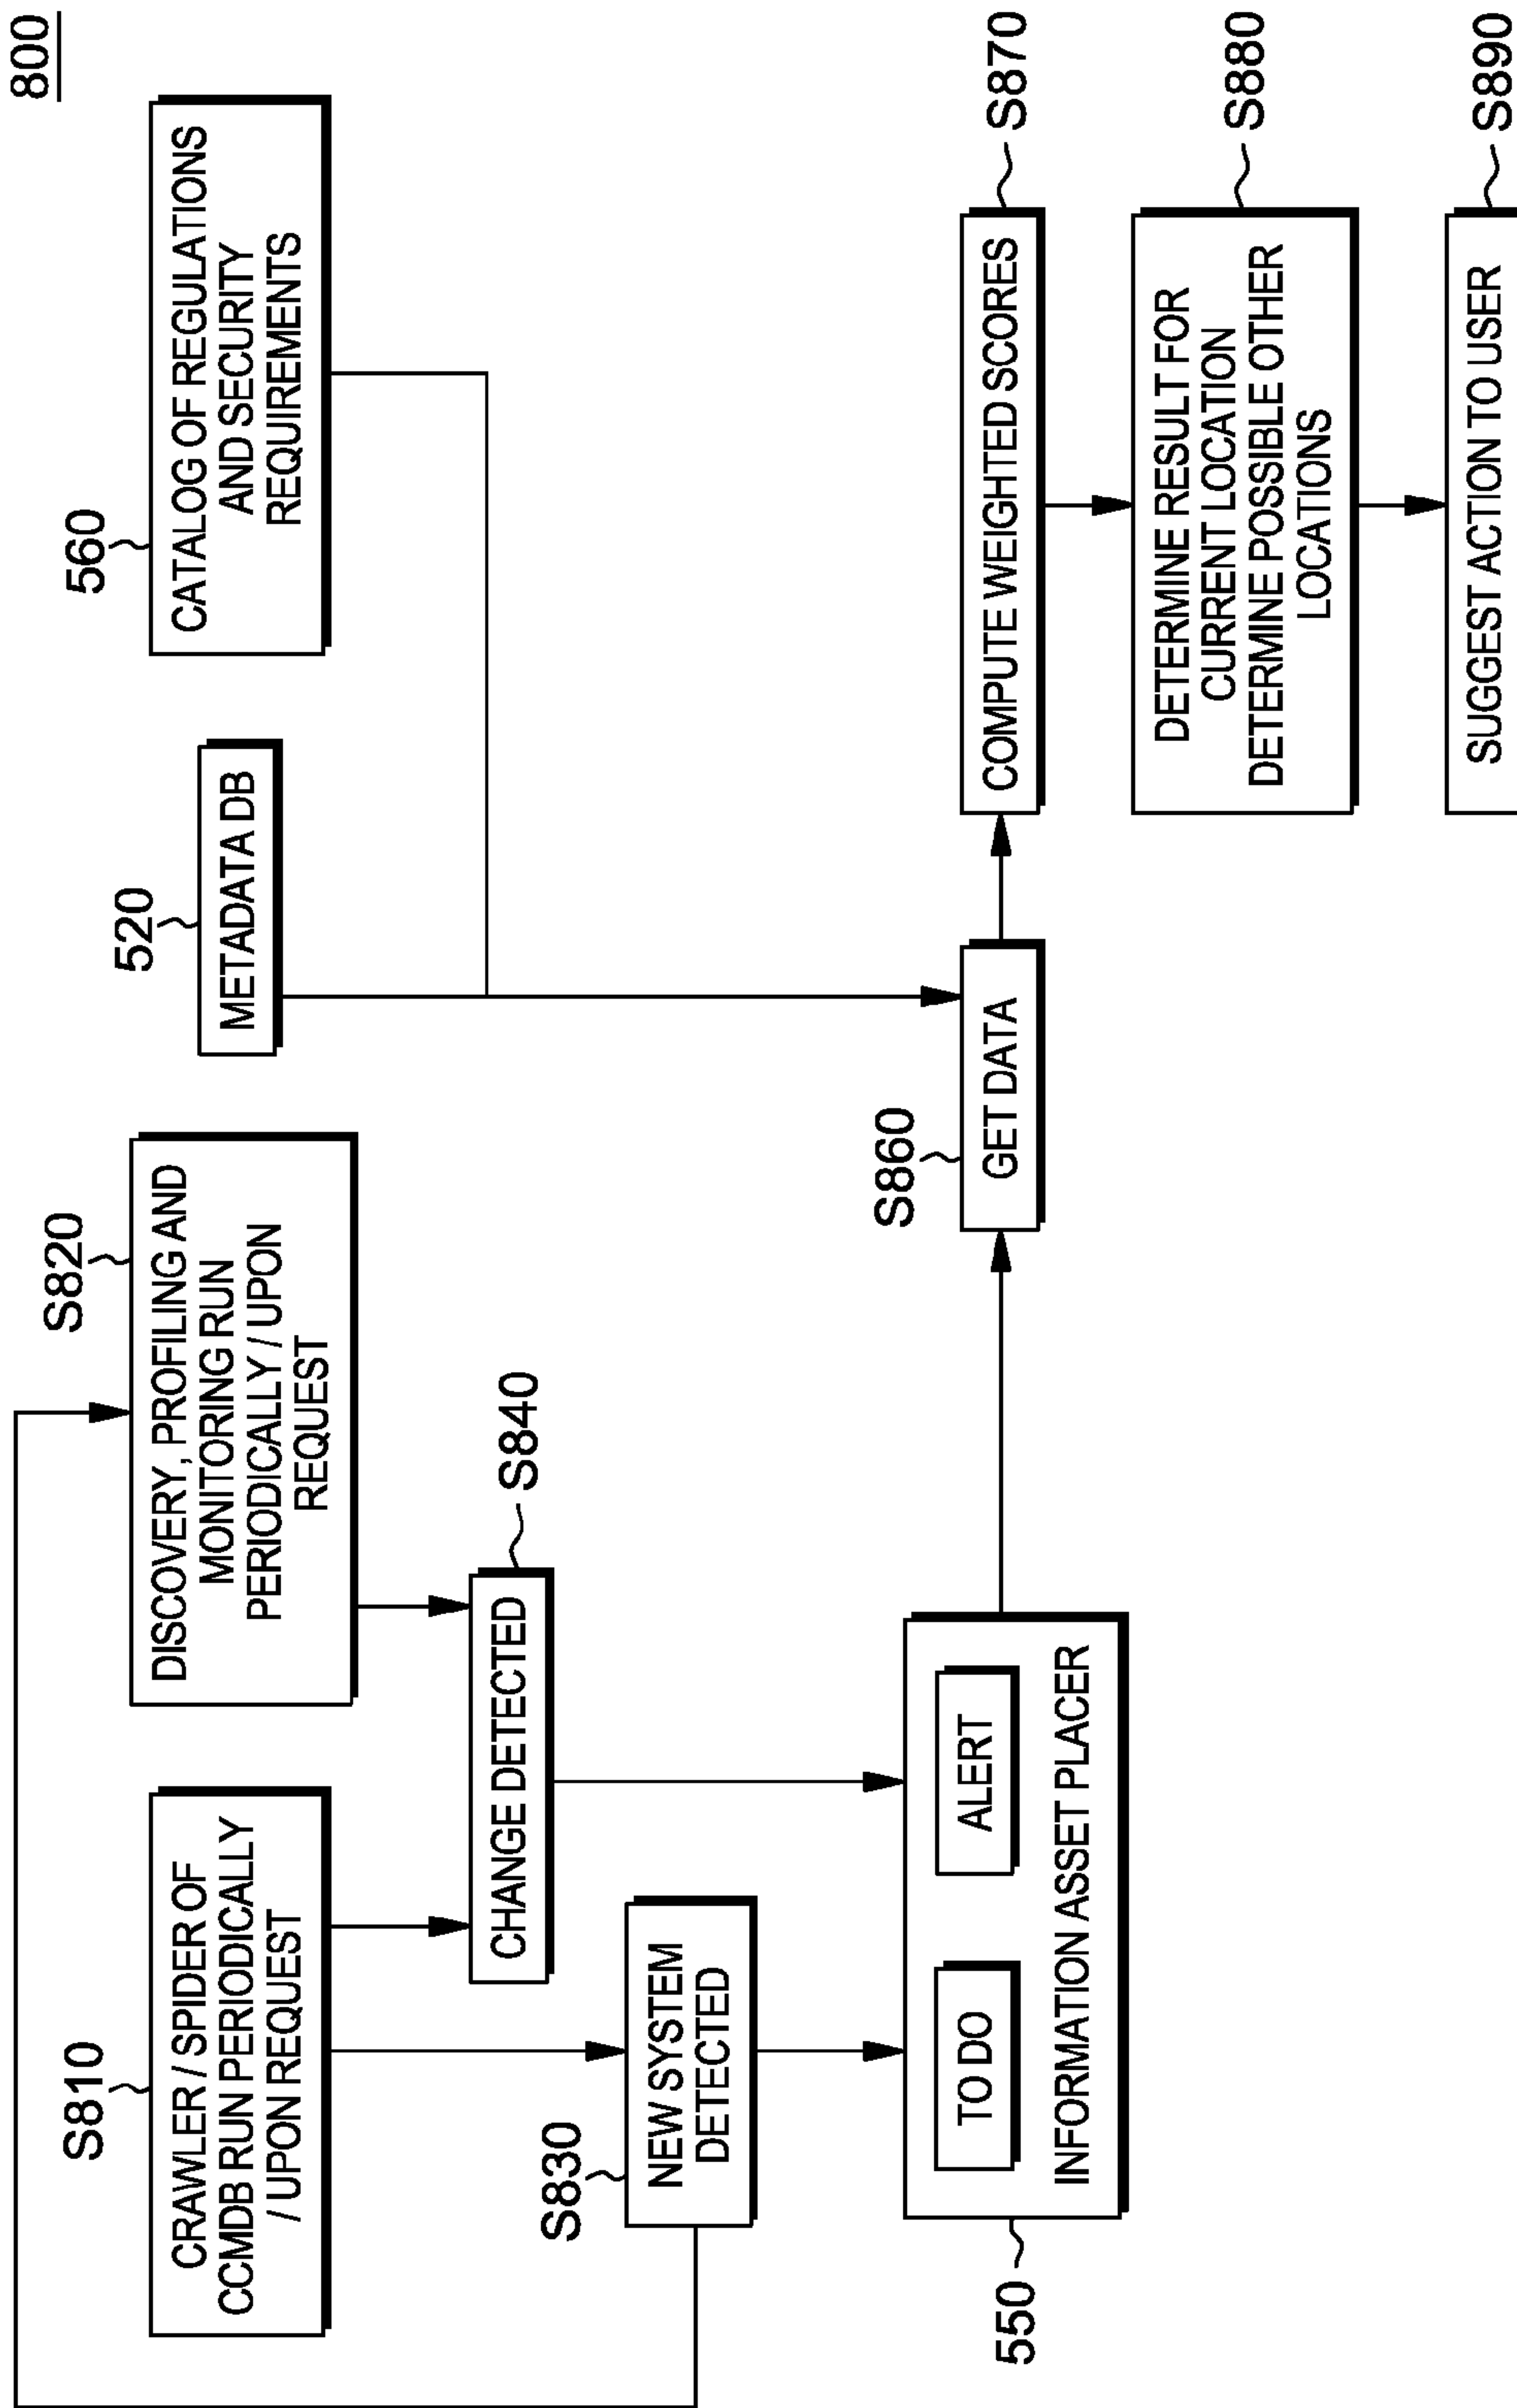 800
S810
CRAWLER / SPIDER OF
CCMDB RUN PERIODICALLY
/ UPON REQUEST
S820
DISCOVERY, PROFILING AND
MONITORING RUN
PERIODICALLY / UPON
REQUEST
520
METADATA DB
560
CATALOG OF REGULATIONS
AND SECURITY
REQUIREMENTS
CHANGE DETECTED
S840
S830
NEW SYSTEM
DETECTED
550
TO DO
ALERT
INFORMATION ASSET PLACER
S860
GET DATA
COMPUTE WEIGHTED SCORES
S870
DETERMINE RESULT FOR
CURRENT LOCATION
DETERMINE POSSIBLE OTHER
LOCATIONS
S880
SUGGEST ACTION TO USER
S890